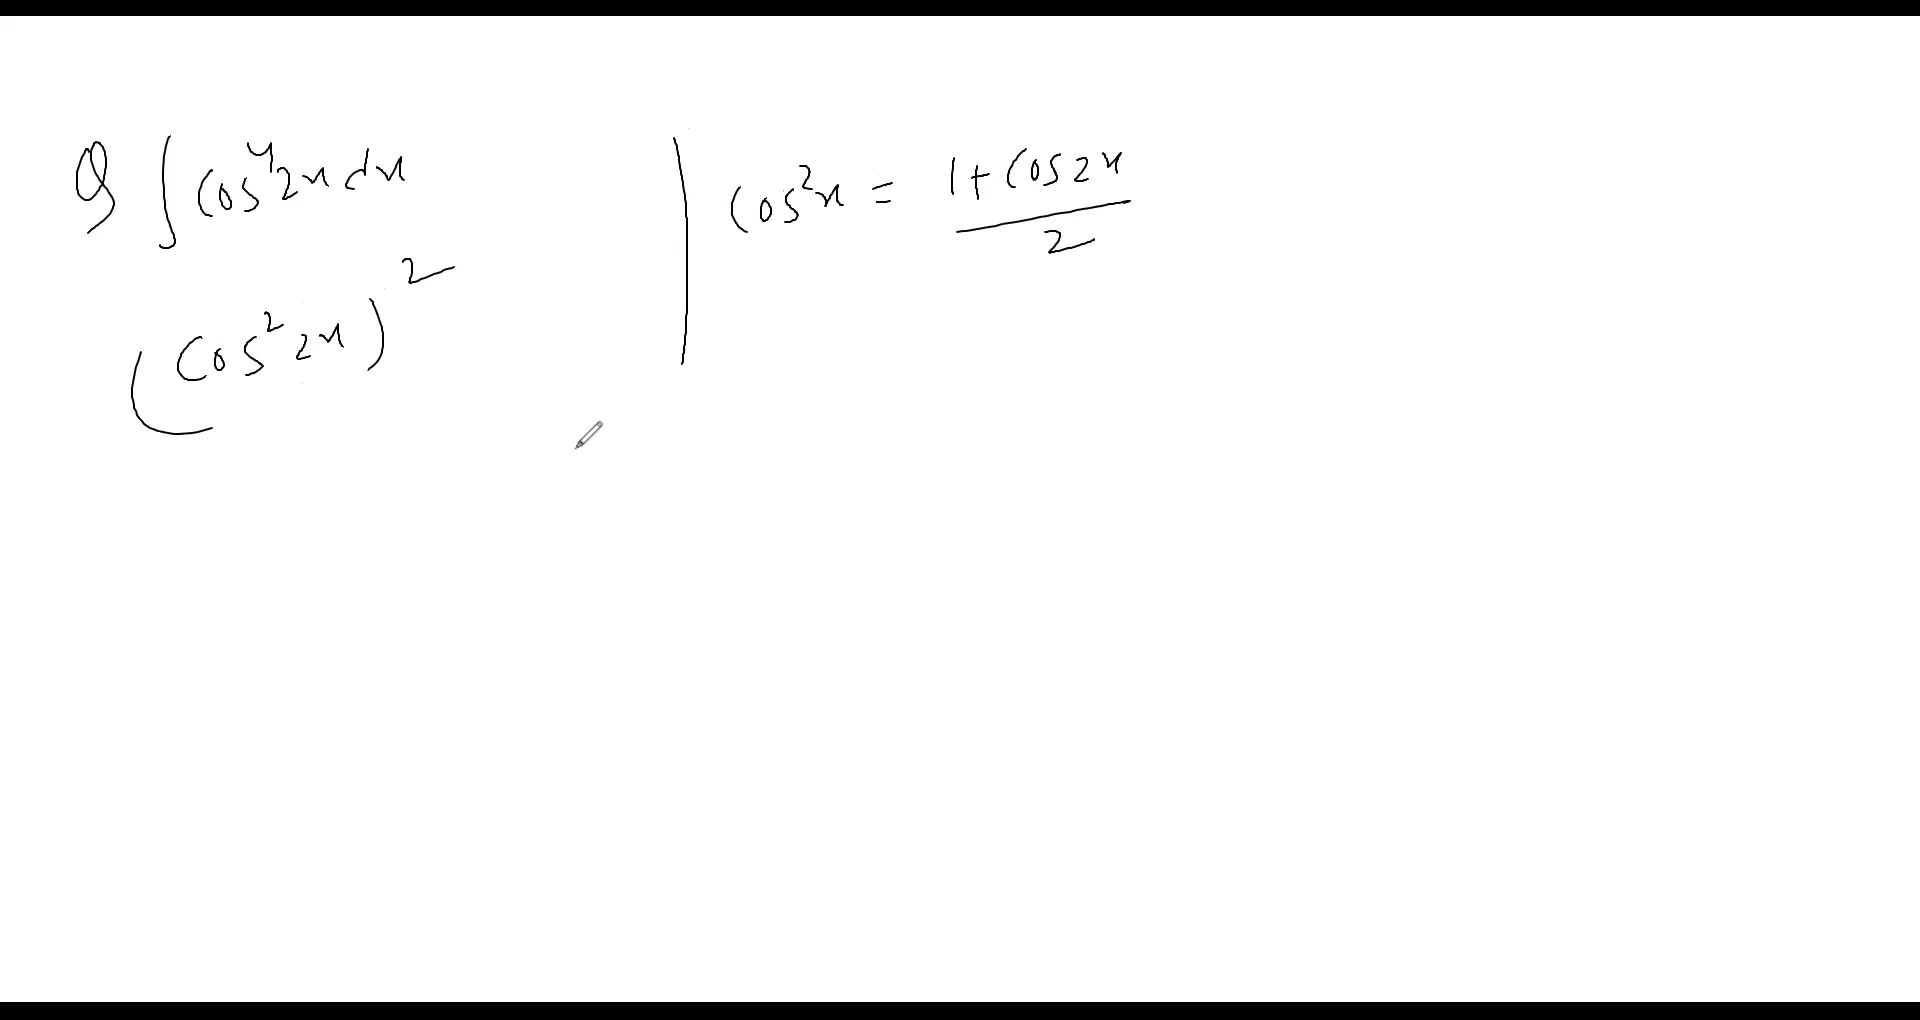 Q ∫ cos⁴2x dx
(cos²2x)²
cos²x = (1 + cos2x)/2